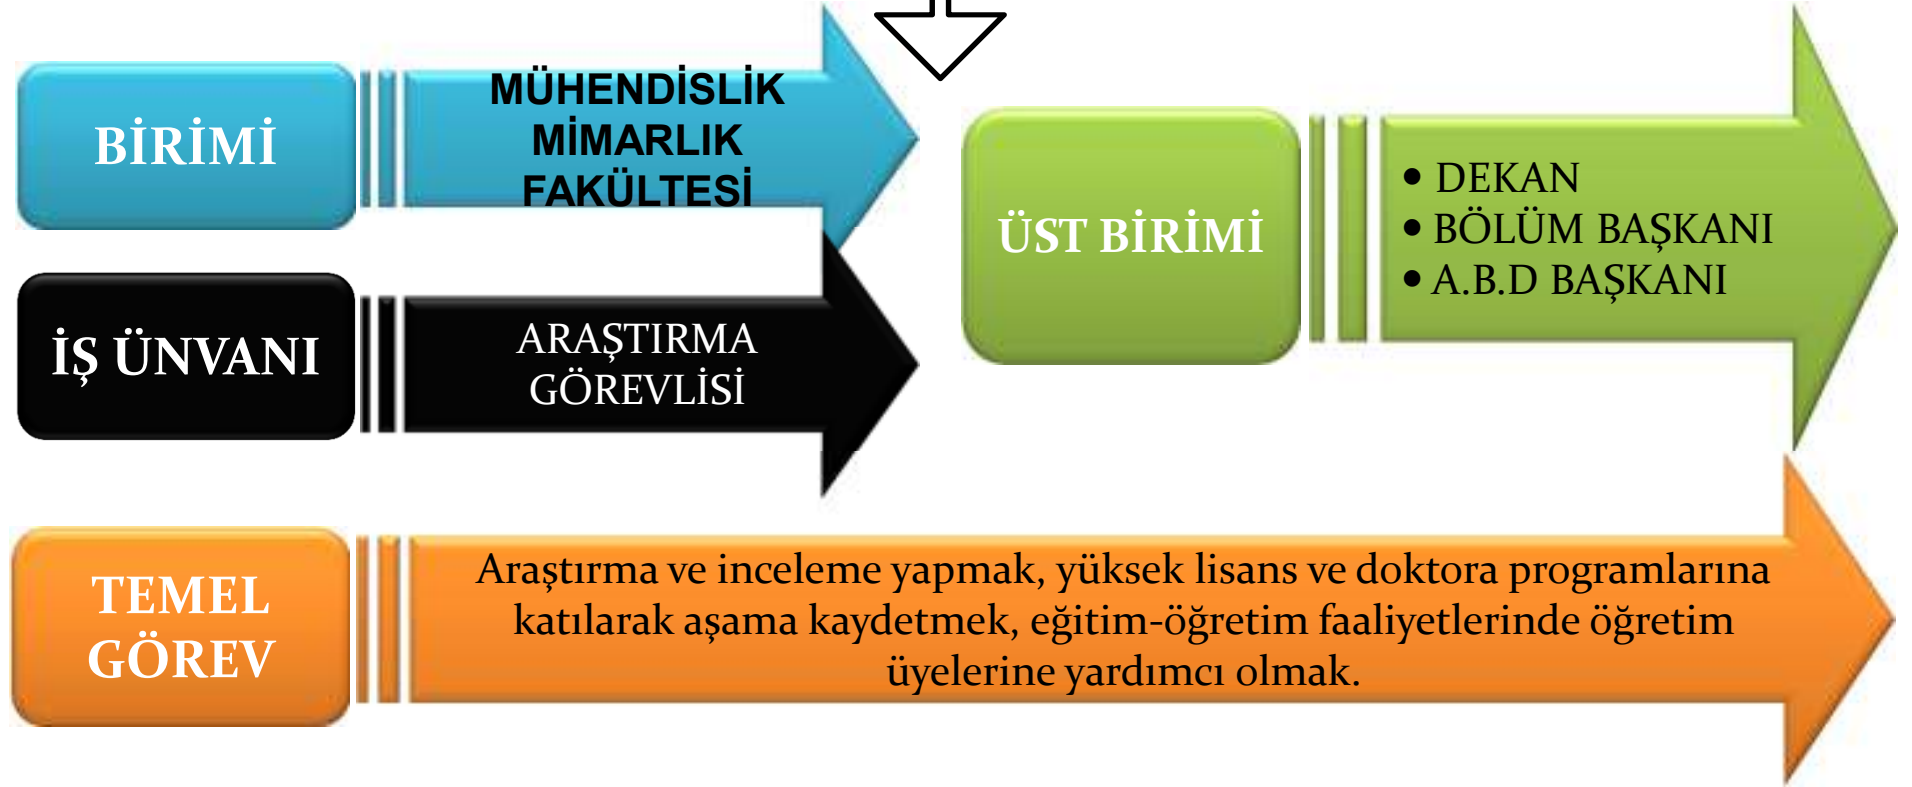 BİRİMİ
MÜHENDİSLİK
MİMARLIK
FAKÜLTESİ
İŞ ÜNVANI
ARAŞTIRMA
GÖREVLİSİ
ÜST BİRİMİ
• DEKAN
• BÖLÜM BAŞKANI
• A.B.D BAŞKANI
TEMEL
GÖREV
Araştırma ve inceleme yapmak, yüksek lisans ve doktora programlarına
katılarak aşama kaydetmek, eğitim-öğretim faaliyetlerinde öğretim
üyelerine yardımcı olmak.